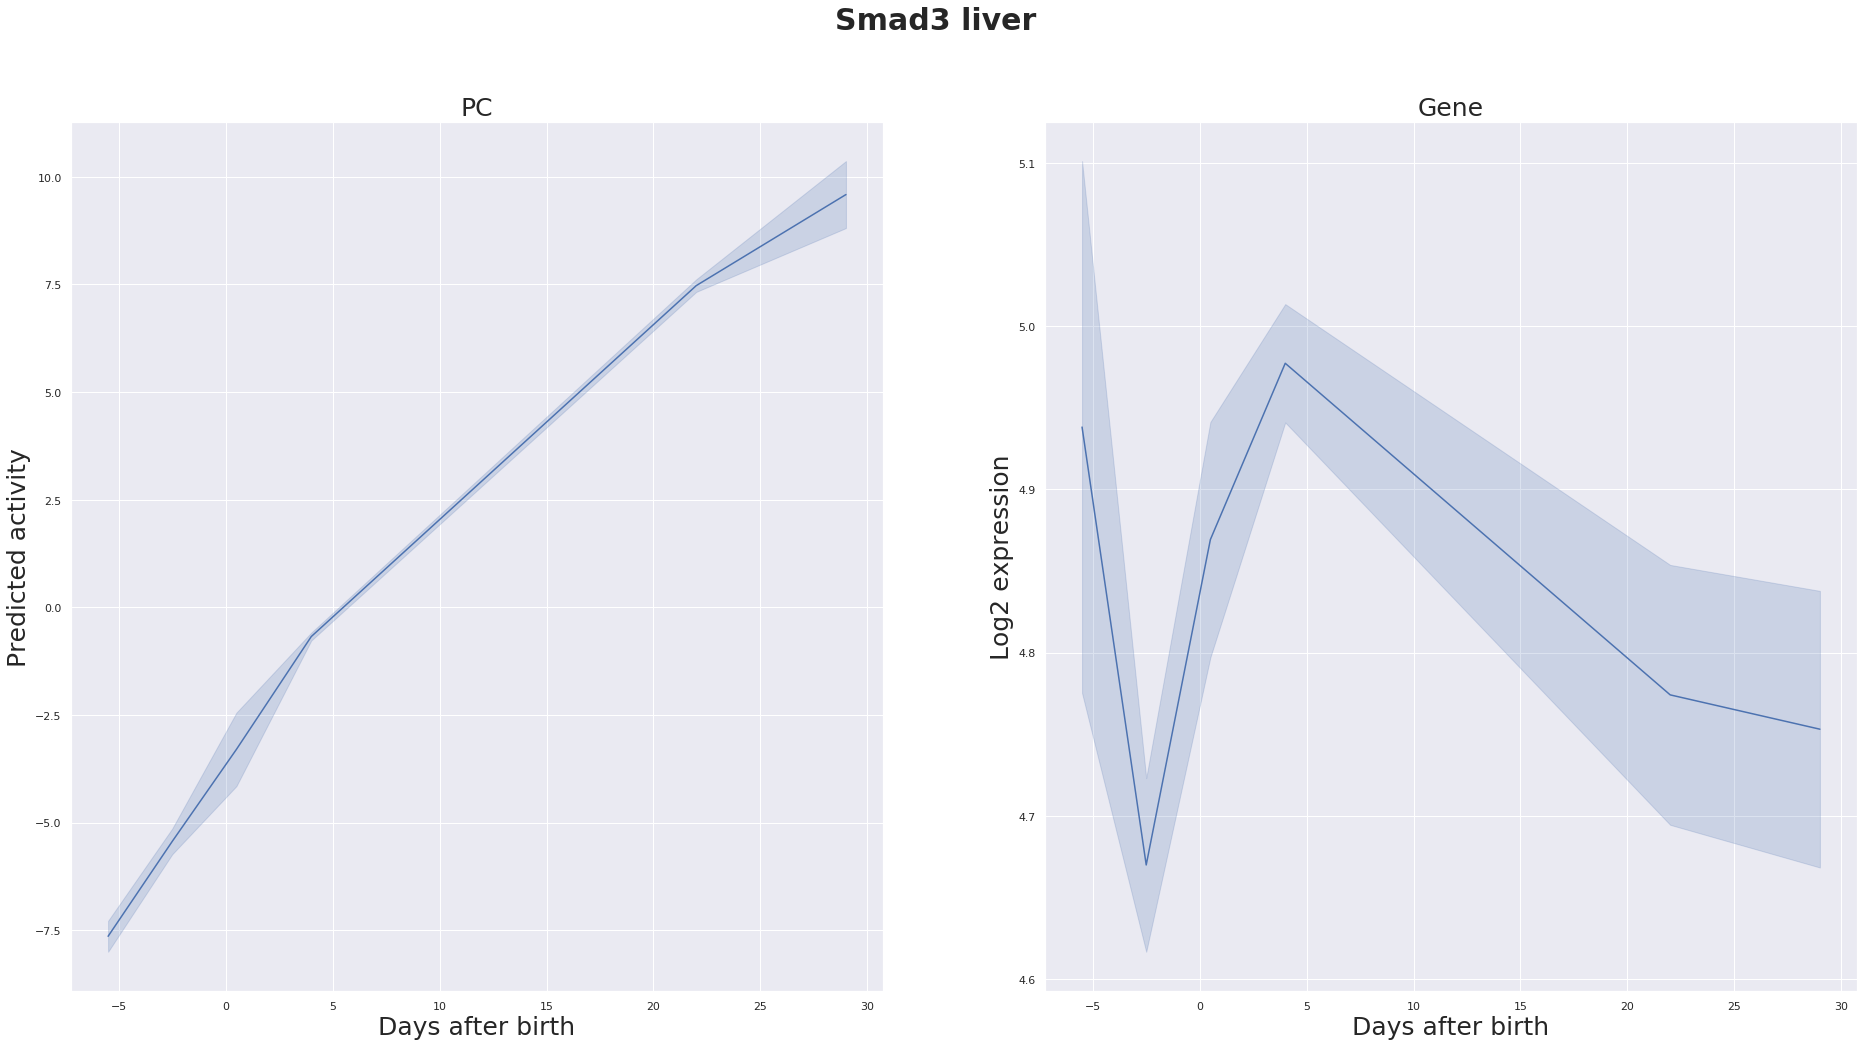 Smad3 liver
PC
Predicted activity
10.0
7.5
5.0
2.5
0.0
−2.5
−5.0
−7.5
−5 0 5 10 15 20 25 30
Days after birth
Gene
Log2 expression
5.1
5.0
4.9
4.8
4.7
4.6
−5 0 5 10 15 20 25 30
Days after birth